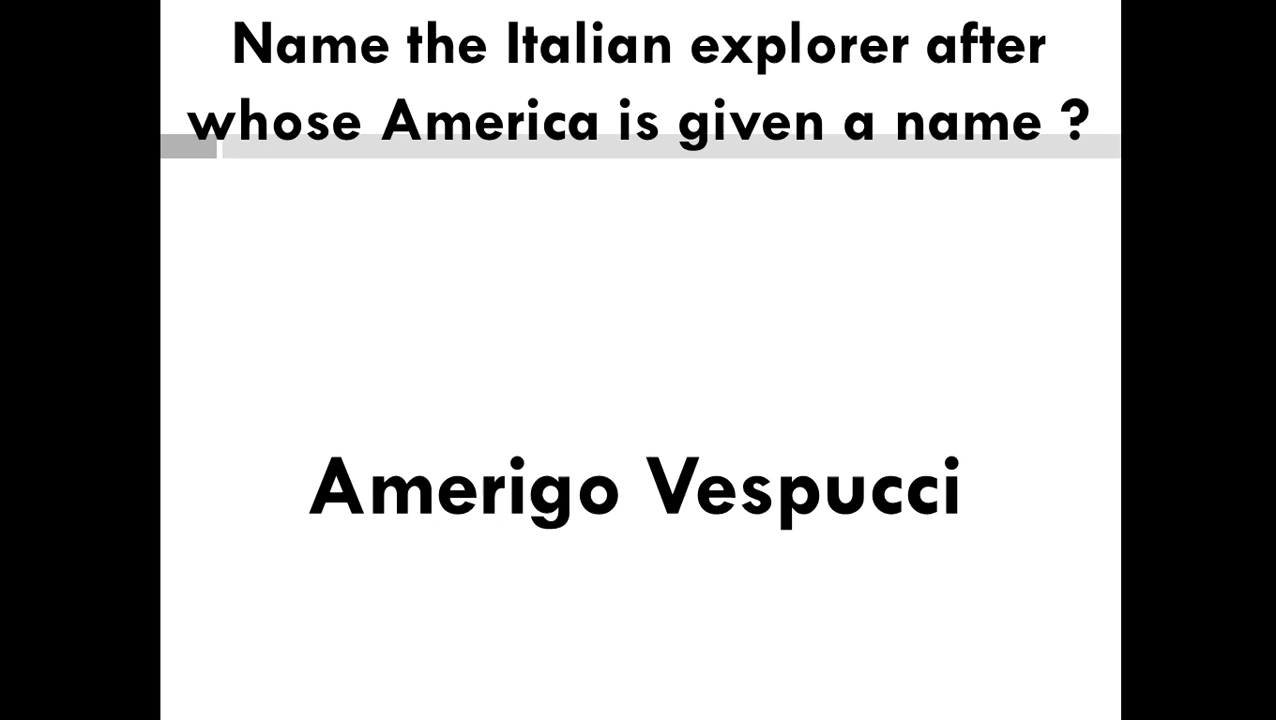 Name the Italian explorer after
whose America is given a name ?
Amerigo Vespucci